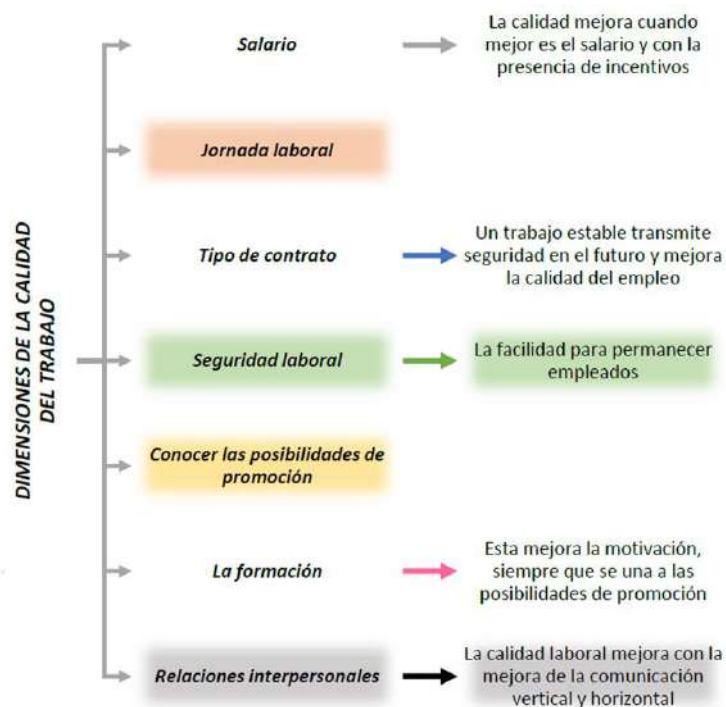 DIMENSIONES DE LA CALIDAD
DEL TRABAJO
Salario
La calidad mejora cuando
mejor es el salario y con la
presencia de incentivos
Jornada laboral
Tipo de contrato
Un trabajo estable transmite
seguridad en el futuro y mejora
la calidad del empleo
Seguridad laboral
La facilidad para permanecer
empleados
Conocer las posibilidades de
promoción
La formación
Esta mejora la motivación,
siempre que se una a las
posibilidades de promoción
Relaciones interpersonales
La calidad laboral mejora con la
mejora de la comunicación
vertical y horizontal